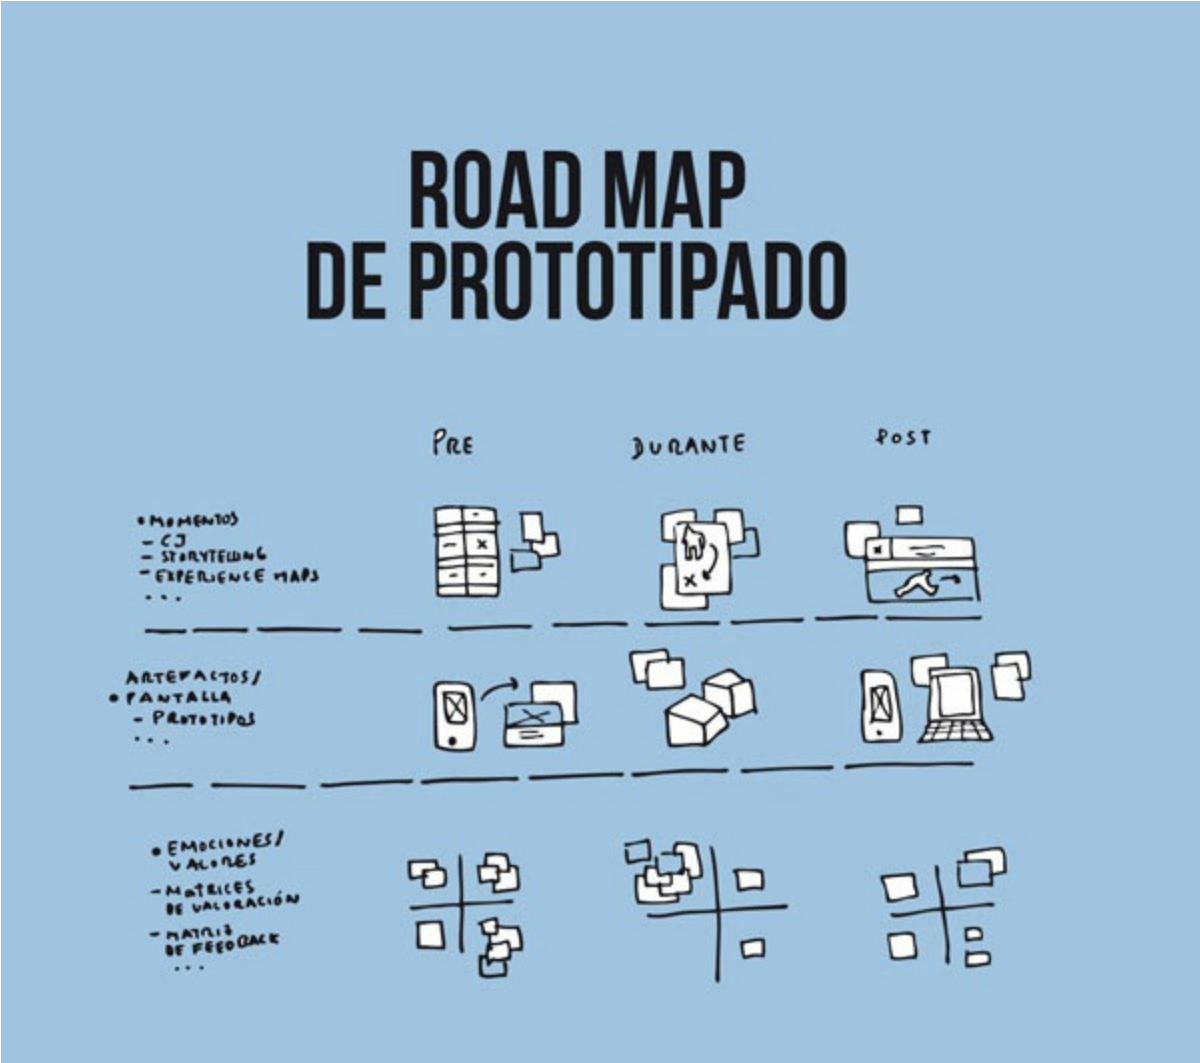 ROAD MAP
DE PROTOTIPADO
PRE DURANTE POST
• MOMENTOS
- CJ
- STORYTELLING
- EXPERIENCE MAPS
...
ARTEFACTOS/
• PANTALLA
- PROTOTIPOS
...
• EMOCIONES/
VALORES
- MATRICES
DE VALORACIÓN
- MATRIZ
DE FEEDBACK
...